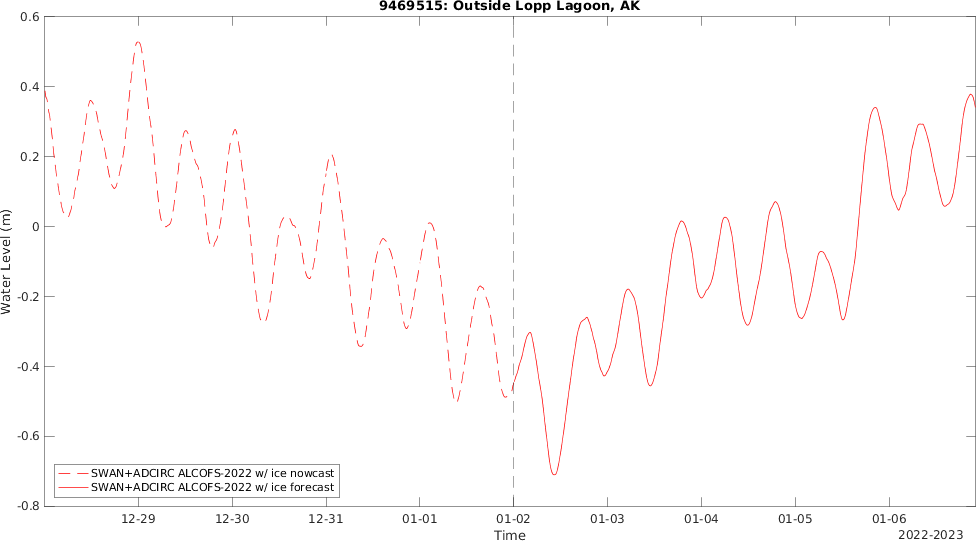 9469515: Outside Lopp Lagoon, AK
0.6
0.4
0.2
0
-0.2
-0.4
-0.6
-0.8
Water Level (m)
SWAN+ADCIRC ALCOFS-2022 w/ ice nowcast
SWAN+ADCIRC ALCOFS-2022 w/ ice forecast
12-29 12-30 12-31 01-01 01-02 01-03 01-04 01-05 01-06
Time
2022-2023